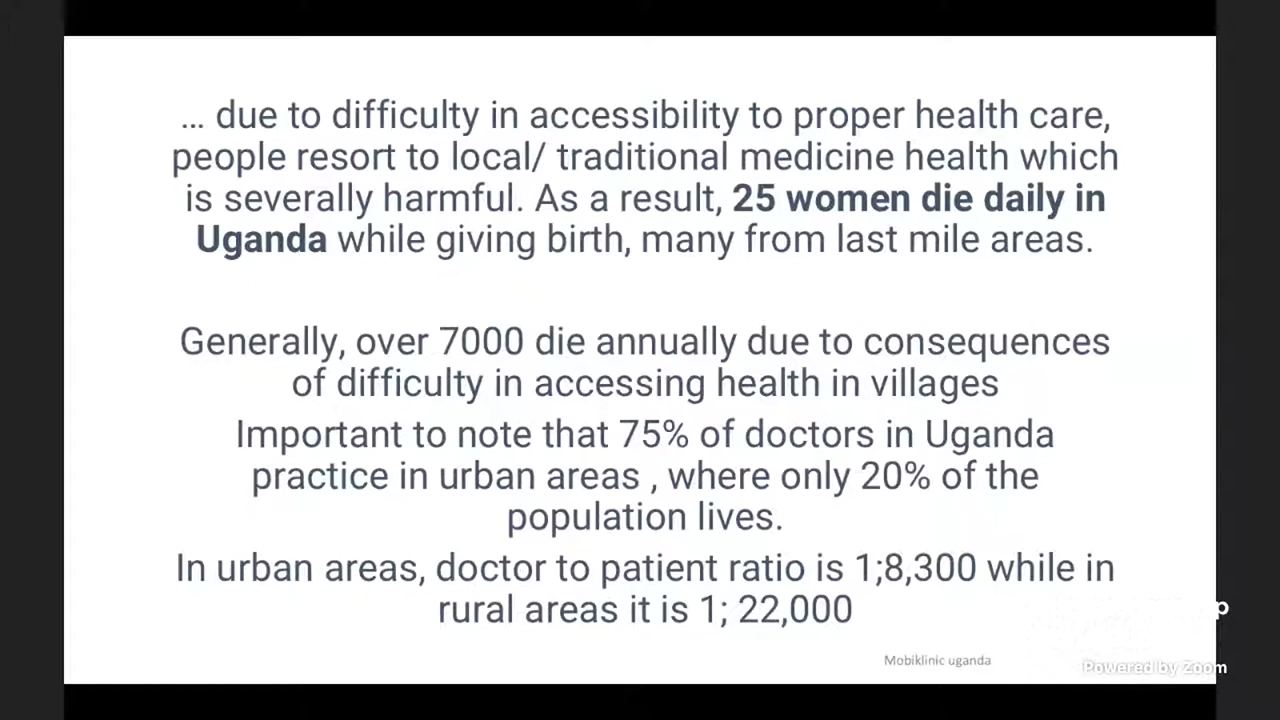 ... due to difficulty in accessibility to proper health care,
people resort to local/ traditional medicine health which
is severally harmful. As a result, 25 women die daily in
Uganda while giving birth, many from last mile areas.
Generally, over 7000 die annually due to consequences
of difficulty in accessing health in villages
Important to note that 75% of doctors in Uganda
practice in urban areas , where only 20% of the
population lives.
In urban areas, doctor to patient ratio is 1;8,300 while in
rural areas it is 1; 22,000
Mobiklinic uganda
Powered by Zoom